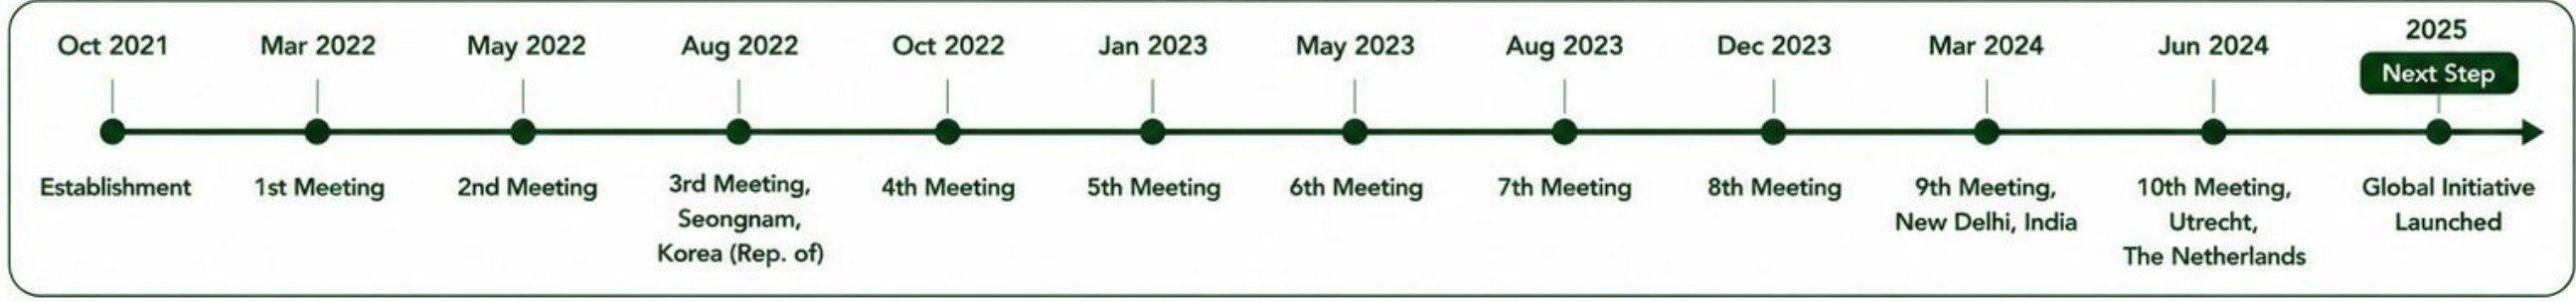 Oct 2021
Mar 2022
May 2022
Aug 2022
Oct 2022
Jan 2023
May 2023
Aug 2023
Dec 2023
Mar 2024
Jun 2024
2025
Next Step
Establishment
1st Meeting
2nd Meeting
3rd Meeting,
Seongnam,
Korea (Rep. of)
4th Meeting
5th Meeting
6th Meeting
7th Meeting
8th Meeting
9th Meeting,
New Delhi, India
10th Meeting,
Utrecht,
The Netherlands
Global Initiative
Launched